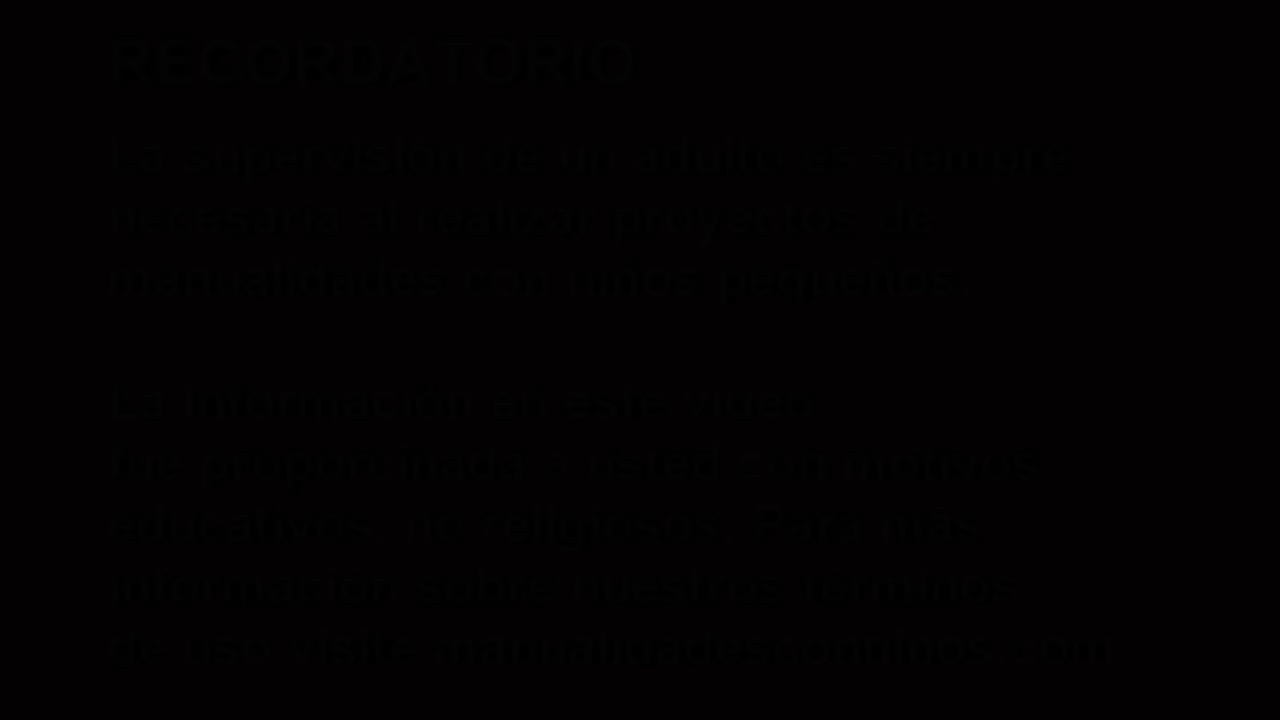 RECORDATORIO
La supervisión de un adulto es siempre
necesaria al realizar proyectos de
manualidades con niños pequeños.
La información en este video
fue proporcionada a usted con motivos
educativos, no religiosos. Para más
información sobre nuestros términos
de uso visite manualidadesconninos.com